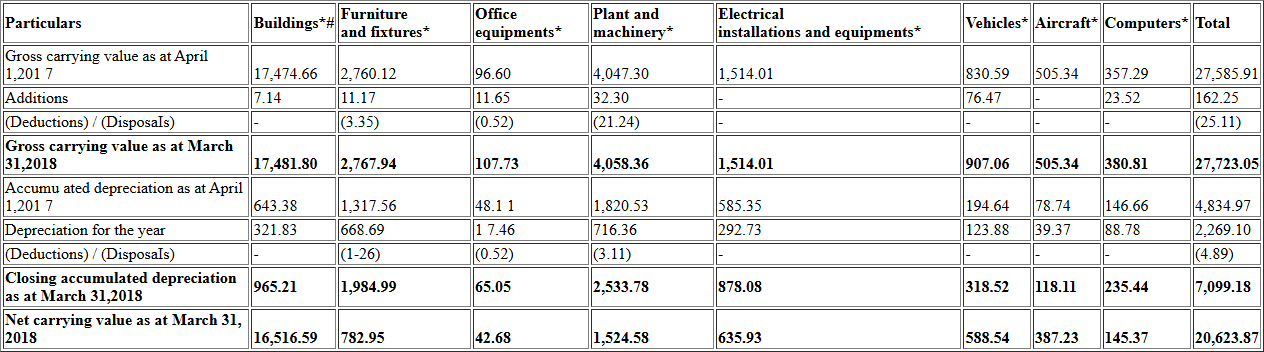 Particulars Buildings*# Furniture and fixtures* Office equipments* Plant and machinery* Electrical installations and equipments* Vehicles* Aircraft* Computers* Total
Gross carrying value as at April
1,201 7 17,474.66 2,760.12 96.60 4,047.30 1,514.01 830.59 505.34 357.29 27,585.91
Additions 7.14 11.17 11.65 32.30 - 76.47 - 23.52 162.25
(Deductions) / (DisposaIs) - (3.35) (0.52) (21.24) - - - - (25.11)
Gross carrying value as at March
31,2018 17,481.80 2,767.94 107.73 4,058.36 1,514.01 907.06 505.34 380.81 27,723.05
Accumu ated depreciation as at April
1,201 7 643.38 1,317.56 48.1 1 1,820.53 585.35 194.64 78.74 146.66 4,834.97
Depreciation for the year 321.83 668.69 1 7.46 716.36 292.73 123.88 39.37 88.78 2,269.10
(Deductions) / (DisposaIs) - (1-26) (0.52) (3.11) - - - - (4.89)
Closing accumulated depreciation
as at March 31,2018 965.21 1,984.99 65.05 2,533.78 878.08 318.52 118.11 235.44 7,099.18
Net carrying value as at March 31,
2018 16,516.59 782.95 42.68 1,524.58 635.93 588.54 387.23 145.37 20,623.87